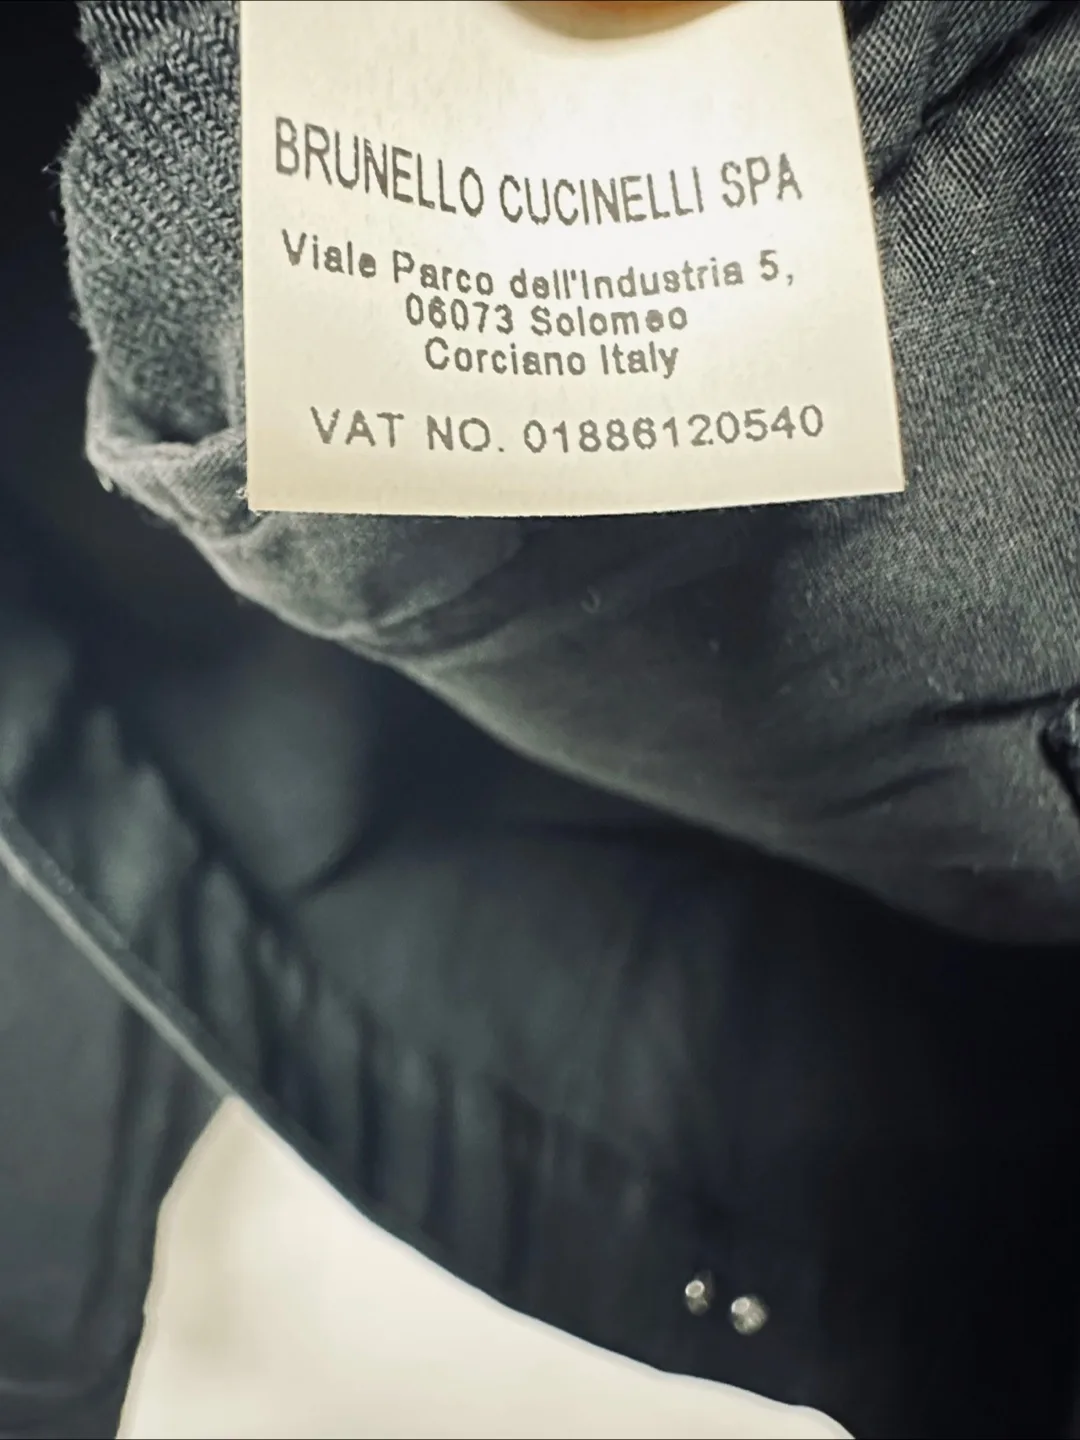 BRUNELLO CUCINELLI SPA
Viale Parco dell'Industria 5,
06073 Solomeo
Corciano Italy
VAT NO. 01886120540